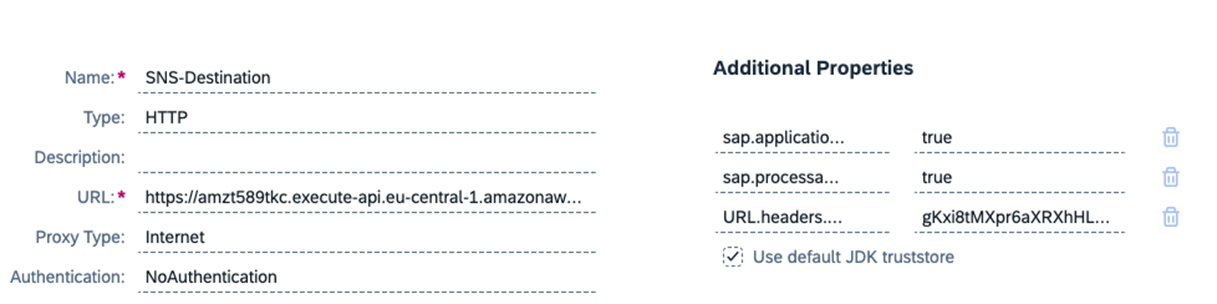 Name:* SNS-Destination
Type: HTTP
Description:
URL:* https://amzt589tkc.execute-api.eu-central-1.amazonaw...
Proxy Type: Internet
Authentication: NoAuthentication
Additional Properties
sap.applicatio... true
sap.processa... true
URL.headers.... gKxi8tMXpr6aXRXhHL...
Use default JDK truststore